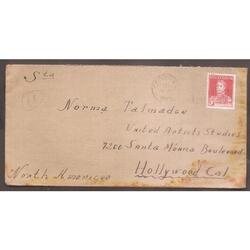 Sta
Norma Talmadge
United Artists Studios
7200 Santa Monica Boulevard
Hollywood Cal.
North America